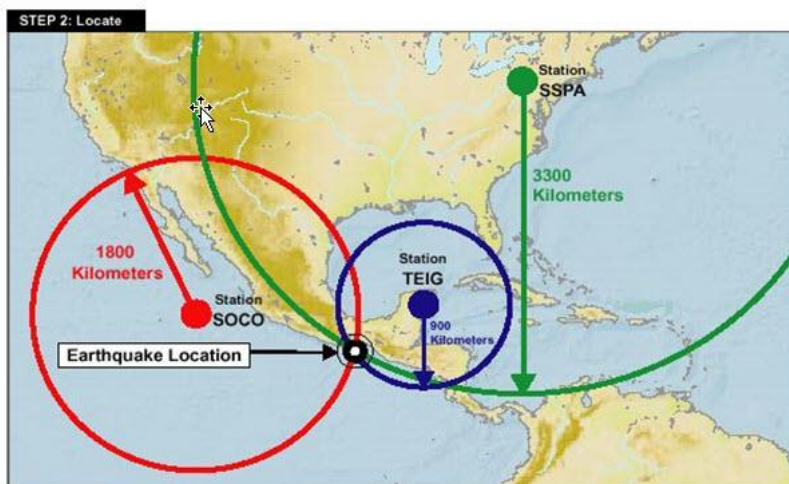 STEP 2: Locate
Station
SSPA
3300
Kilometers
1800
Kilometers
Station
SOCO
Station
TEIG
900
Kilometers
Earthquake Location